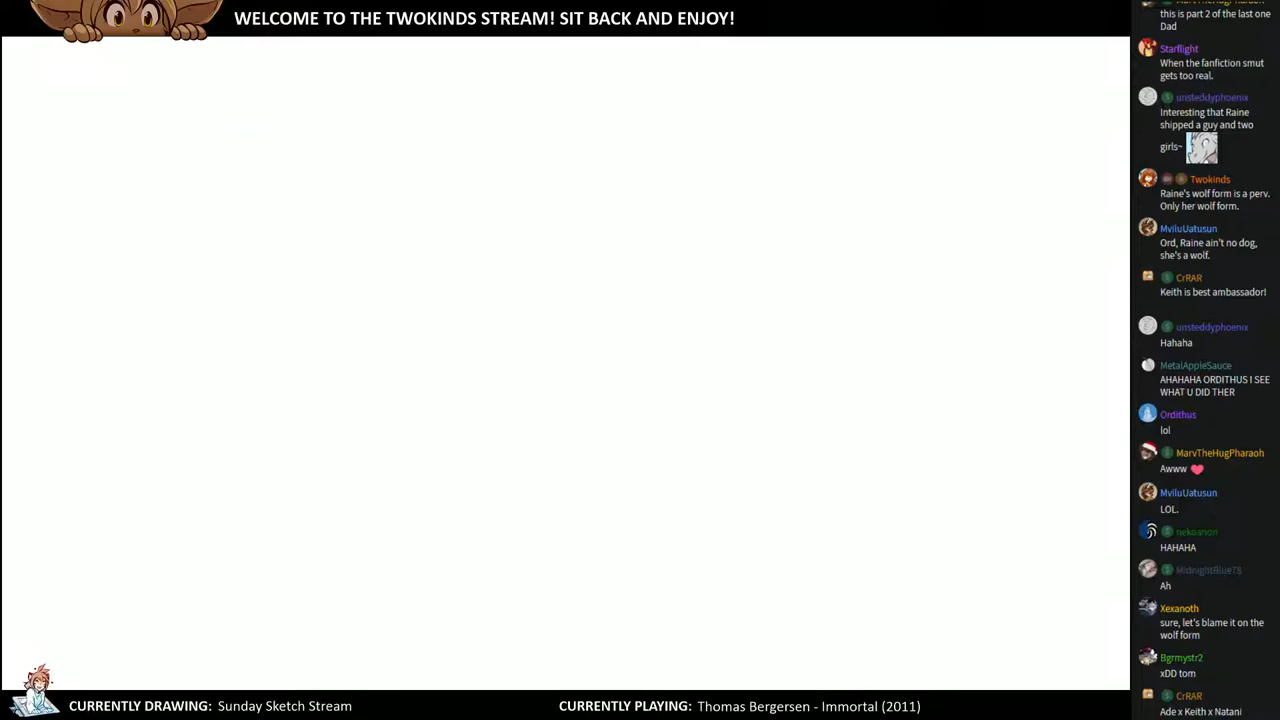 WELCOME TO THE TWOKINDS STREAM! SIT BACK AND ENJOY!
this is part 2 of the last one
Dad
Starflight
When the fanfiction smut
gets too real.
unsteddyphoenix
Interesting that Raine
shipped a guy and two
girls~
Twokinds
Raine's wolf form is a perv.
Only her wolf form.
MviluUatusun
Ord, Raine ain't no dog,
she's a wolf.
CrRAR
Keith is best ambassador!
unsteddyphoenix
Hahaha
MetalAppleSauce
AHAHAHA ORDITHUS I SEE
WHAT U DID THER
Ordithus
lol
MarvTheHugPharaoh
Awww
MviluUatusun
LOL.
nekoanon
HAHAHA
MidnightBlue78
Ah
Xexanoth
sure, let's blame it on the
wolf form
Bgrmystr2
xDD tom
CrRAR
Ade x Keith x Natani
CURRENTLY DRAWING: Sunday Sketch Stream
CURRENTLY PLAYING: Thomas Bergersen - Immortal (2011)